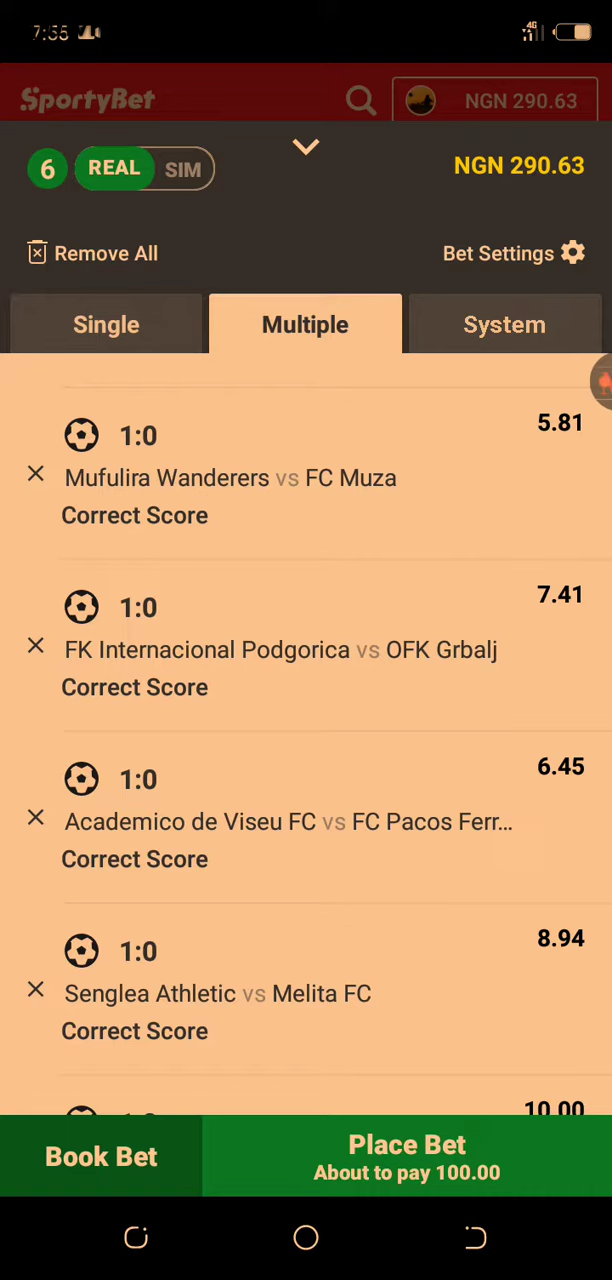 7:55
4G
SportyBet
NGN 290.63
6 REAL SIM
NGN 290.63
Remove All
Bet Settings
Single Multiple System
1:0
5.81
Mufulira Wanderers vs FC Muza
Correct Score
1:0
7.41
FK Internacional Podgorica vs OFK Grbalj
Correct Score
1:0
6.45
Academico de Viseu FC vs FC Pacos Ferr...
Correct Score
1:0
8.94
Senglea Athletic vs Melita FC
Correct Score
10.00
Book Bet
Place Bet
About to pay 100.00